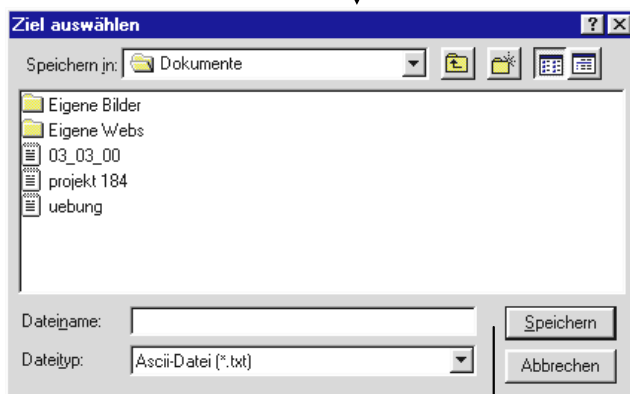 Ziel auswählen
Speichern in: Dokumente
Eigene Bilder
Eigene Webs
03_03_00
projekt 184
uebung
Dateiname: Speichern
Dateityp: Ascii-Datei (*.txt) Abbrechen